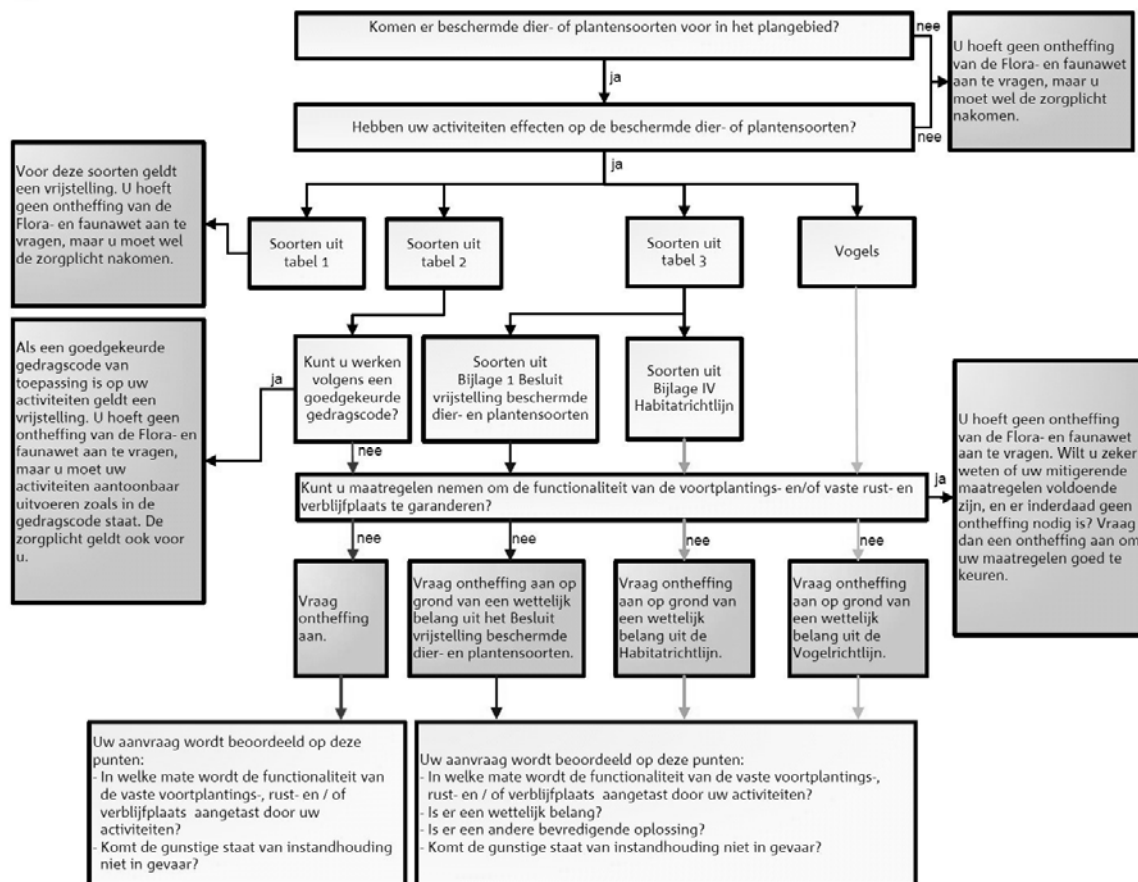 Komen er beschermde dier- of plantensoorten voor in het plangebied?
nee
U hoeft geen ontheffing
van de Flora- en faunawet
aan te vragen, maar u
moet wel de zorgplicht
nakomen.
ja
Hebben uw activiteiten effecten op de beschermde dier- of plantensoorten?
nee
ja
Voor deze soorten geldt
een vrijstelling. U hoeft
geen ontheffing van de
Flora- en faunawet aan te
vragen, maar u moet wel
de zorgplicht nakomen.
Soorten uit
tabel 1
Soorten uit
tabel 2
Soorten uit
tabel 3
Vogels
Als een goedgekeurde
gedragscode van
toepassing is op uw
activiteiten geldt een
vrijstelling. U hoeft geen
ontheffing van de Flora- en
faunawet aan te vragen,
maar u moet uw
activiteiten aantoonbaar
uitvoeren zoals in de
gedragscode staat. De
zorgplicht geldt ook voor
u.
ja
Kunt u werken
volgens een
goedgekeurde
gedragscode?
Soorten uit
Bijlage 1 Besluit
vrijstelling beschermde
dier- en plantensoorten
Soorten uit
Bijlage IV
Habitatrichtlijn
nee
Kunt u maatregelen nemen om de functionaliteit van de voortplantings- en/of vaste rust- en
verblijfplaats te garanderen?
ja
U hoeft geen ontheffing
van de Flora- en faunawet
aan te vragen. Wilt u zeker
weten of uw mitigerende
maatregelen voldoende
zijn, en er inderdaad geen
ontheffing nodig is? Vraag
dan een ontheffing aan om
uw maatregelen goed te
keuren.
nee
nee
nee
nee
Vraag
ontheffing
aan.
Vraag ontheffing aan op
grond van een wettelijk
belang uit het Besluit
vrijstelling beschermde
dier- en plantensoorten.
Vraag ontheffing
aan op grond van
een wettelijk
belang uit de
Habitatrichtlijn.
Vraag ontheffing
aan op grond van
een wettelijk
belang uit de
Vogelrichtlijn.
Uw aanvraag wordt beoordeeld op deze
punten:
- In welke mate wordt de functionaliteit van
de vaste voortplantings-, rust- en / of
verblijfplaats aangetast door uw
activiteiten?
- Komt de gunstige staat van instandhouding
niet in gevaar?
Uw aanvraag wordt beoordeeld op deze punten:
- In welke mate wordt de functionaliteit van de vaste voortplantings-,
rust- en / of verblijfplaats aangetast door uw activiteiten?
- Is er een wettelijk belang?
- Is er een andere bevredigende oplossing?
- Komt de gunstige staat van instandhouding niet in gevaar?